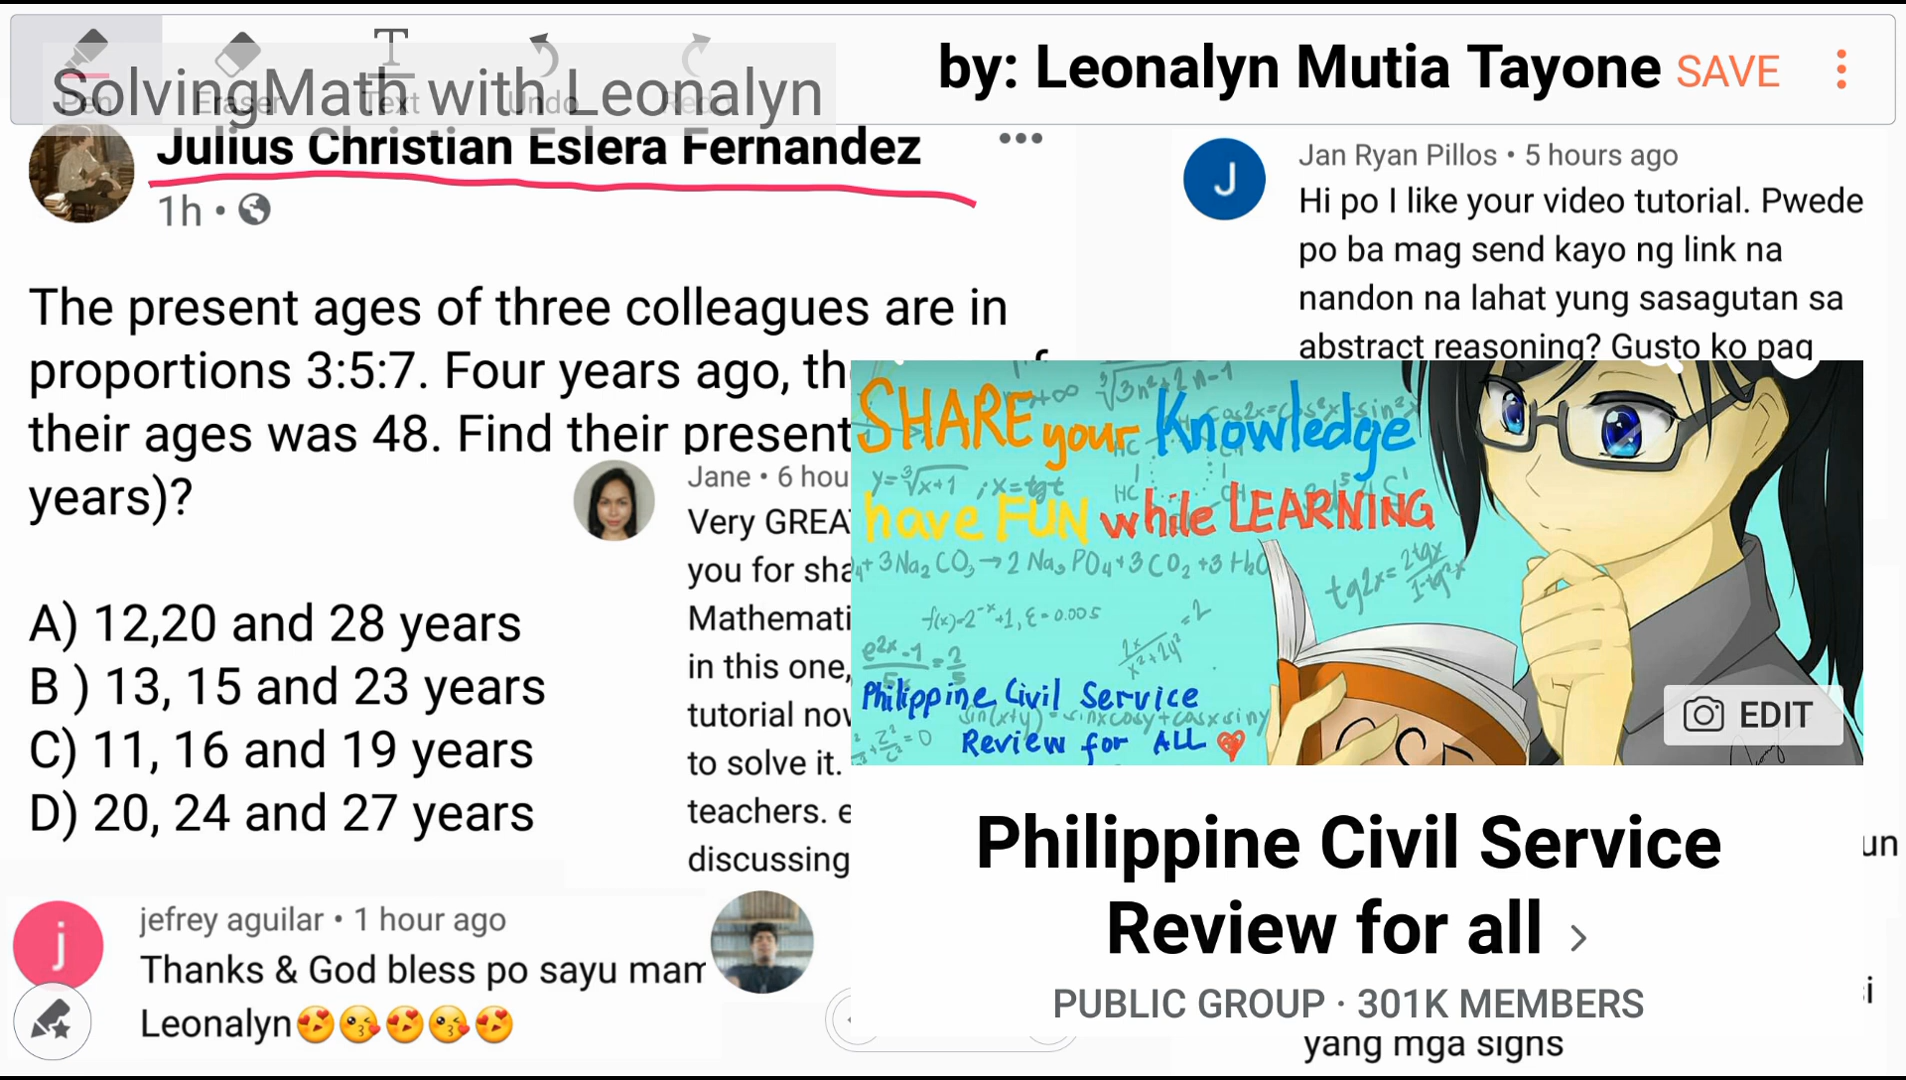 Pen Eraser Text Undo
SolvingMath with Leonalyn
by: Leonalyn Mutia Tayone SAVE
Julius Christian Eslera Fernandez
1h •
The present ages of three colleagues are in
proportions 3:5:7. Four years ago, th
their ages was 48. Find their present
years)?
A) 12,20 and 28 years
B ) 13, 15 and 23 years
C) 11, 16 and 19 years
D) 20, 24 and 27 years
Jane • 6 hou
Very GREA
you for sha
Mathemati
in this one,
tutorial nov
to solve it.
teachers. e
discussing
j
jefrey aguilar • 1 hour ago
Thanks & God bless po sayu mam
Leonalyn😍😘😍😘😍
J
Jan Ryan Pillos • 5 hours ago
Hi po I like your video tutorial. Pwede
po ba mag send kayo ng link na
nandon na lahat yung sasagutan sa
abstract reasoning? Gusto ko pag
SHARE your Knowledge
have FUN while LEARNING
Philippine Civil Service
Review for ALL
CSE
EDIT
Philippine Civil Service
Review for all >
PUBLIC GROUP · 301K MEMBERS
un
yang mga signs